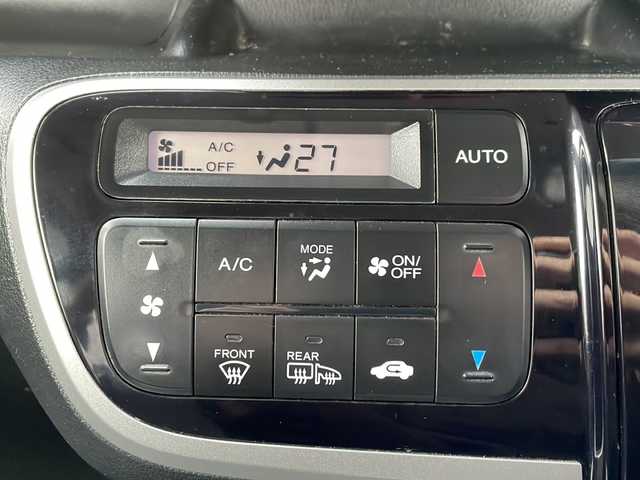 A/C
OFF
27
AUTO
A/C
MODE
ON/
OFF
FRONT
REAR